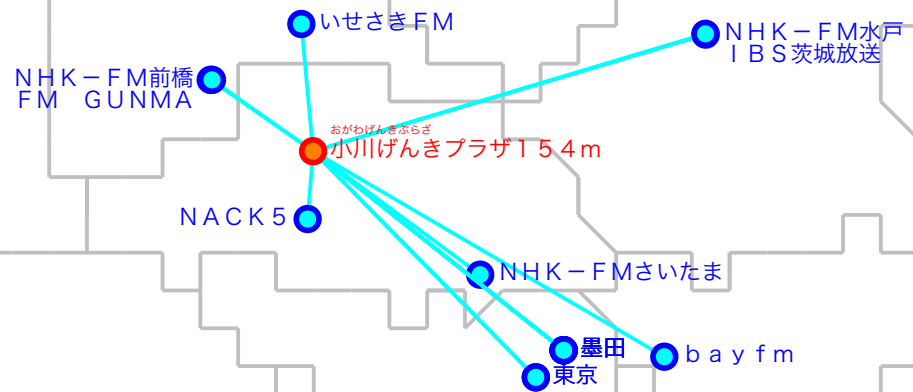 いせさきＦＭ
ＮＨＫ－ＦＭ水戸
ＩＢＳ茨城放送
ＮＨＫ－ＦＭ前橋
ＦＭ　ＧＵＮＭＡ
おがわげんきぷらざ
小川げんきプラザ１５４ｍ
ＮＡＣＫ５
ＮＨＫ－ＦＭさいたま
墨田
ｂａｙｆｍ
東京